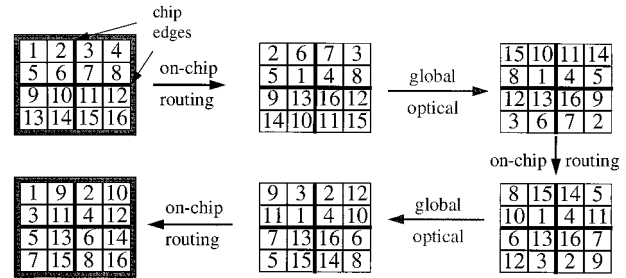 chip
edges
1 2 3 4
5 6 7 8
9 10 11 12
13 14 15 16
on-chip
routing
2 6 7 3
5 1 4 8
9 13 16 12
14 10 11 15
global
optical
15 10 11 14
8 1 4 5
12 13 16 9
3 6 7 2
on-chip routing
1 9 2 10
3 11 4 12
5 13 6 14
7 15 8 16
on-chip
routing
9 3 2 12
11 1 4 10
7 13 16 6
5 15 14 8
global
optical
8 15 14 5
10 1 4 11
6 13 16 7
12 3 2 9